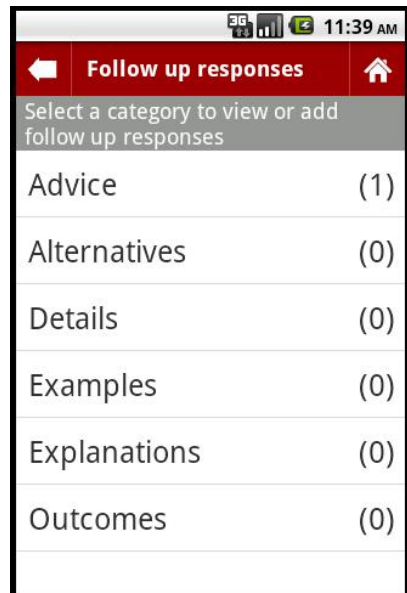 3G 11:39 AM
Follow up responses
Select a category to view or add
follow up responses
Advice (1)
Alternatives (0)
Details (0)
Examples (0)
Explanations (0)
Outcomes (0)